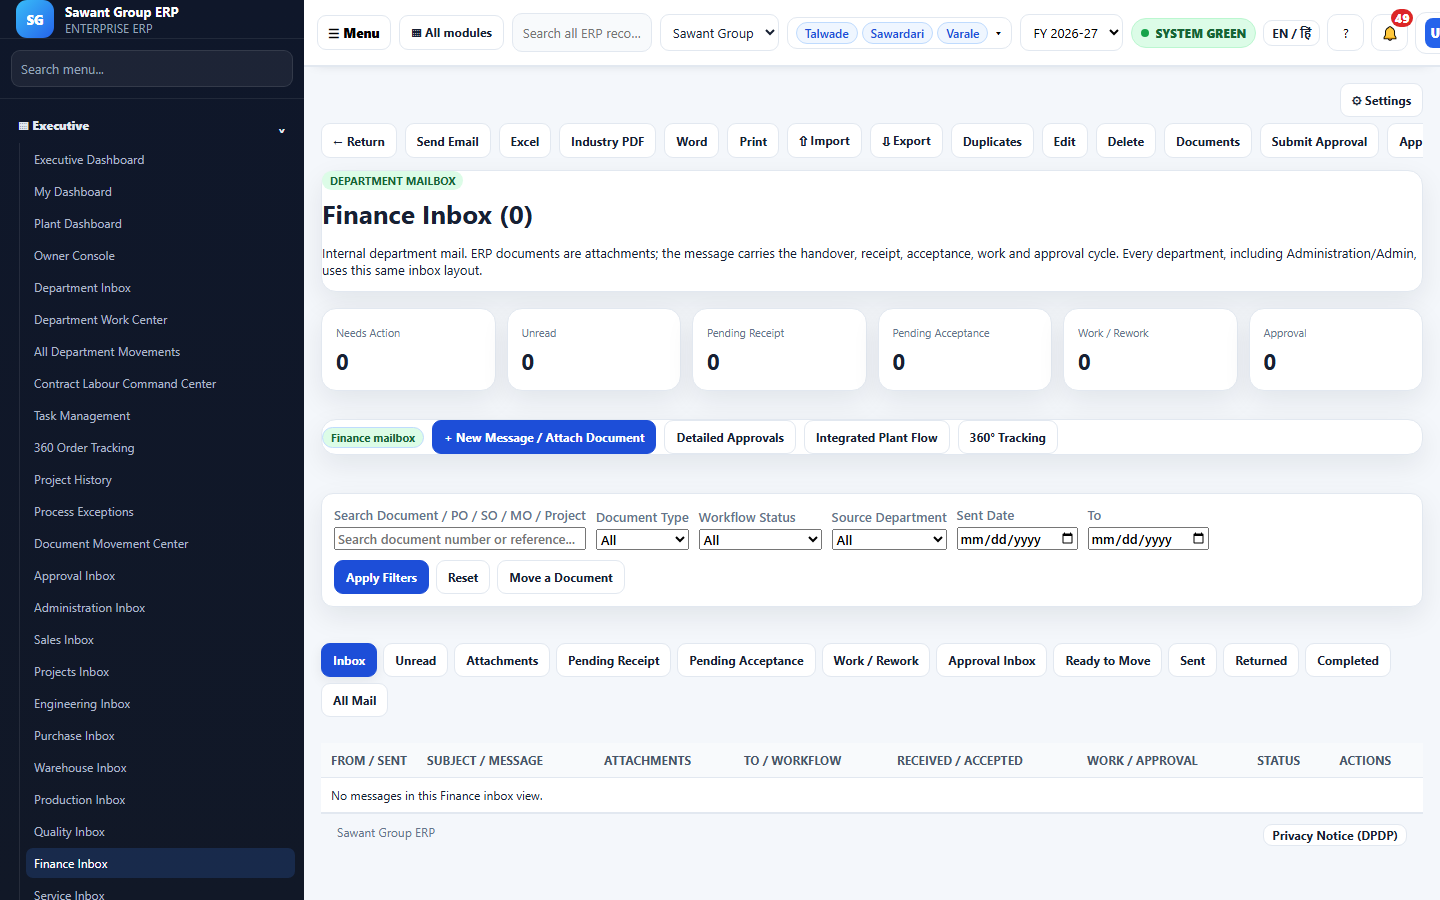 SG
Sawant Group ERP
ENTERPRISE ERP
Search menu...
Executive
Executive Dashboard
My Dashboard
Plant Dashboard
Owner Console
Department Inbox
Department Work Center
All Department Movements
Contract Labour Command Center
Task Management
360 Order Tracking
Project History
Process Exceptions
Document Movement Center
Approval Inbox
Administration Inbox
Sales Inbox
Projects Inbox
Engineering Inbox
Purchase Inbox
Warehouse Inbox
Production Inbox
Quality Inbox
Finance Inbox
Service Inbox
☰ Menu
All modules
Search all ERP reco...
Sawant Group
Talwade
Sawardari
Varale
FY 2026-27
SYSTEM GREEN
EN / हिं
?
49
U
⚙ Settings
← Return
Send Email
Excel
Industry PDF
Word
Print
⇧ Import
⇩ Export
Duplicates
Edit
Delete
Documents
Submit Approval
App
DEPARTMENT MAILBOX
Finance Inbox (0)
Internal department mail. ERP documents are attachments; the message carries the handover, receipt, acceptance, work and approval cycle. Every department, including Administration/Admin,
uses this same inbox layout.
Needs Action
0
Unread
0
Pending Receipt
0
Pending Acceptance
0
Work / Rework
0
Approval
0
Finance mailbox
+ New Message / Attach Document
Detailed Approvals
Integrated Plant Flow
360° Tracking
Search Document / PO / SO / MO / Project
Search document number or reference...
Document Type
All
Workflow Status
All
Source Department
All
Sent Date
mm/dd/yyyy
To
mm/dd/yyyy
Apply Filters
Reset
Move a Document
Inbox
Unread
Attachments
Pending Receipt
Pending Acceptance
Work / Rework
Approval Inbox
Ready to Move
Sent
Returned
Completed
All Mail
FROM / SENT
SUBJECT / MESSAGE
ATTACHMENTS
TO / WORKFLOW
RECEIVED / ACCEPTED
WORK / APPROVAL
STATUS
ACTIONS
No messages in this Finance inbox view.
Sawant Group ERP
Privacy Notice (DPDP)